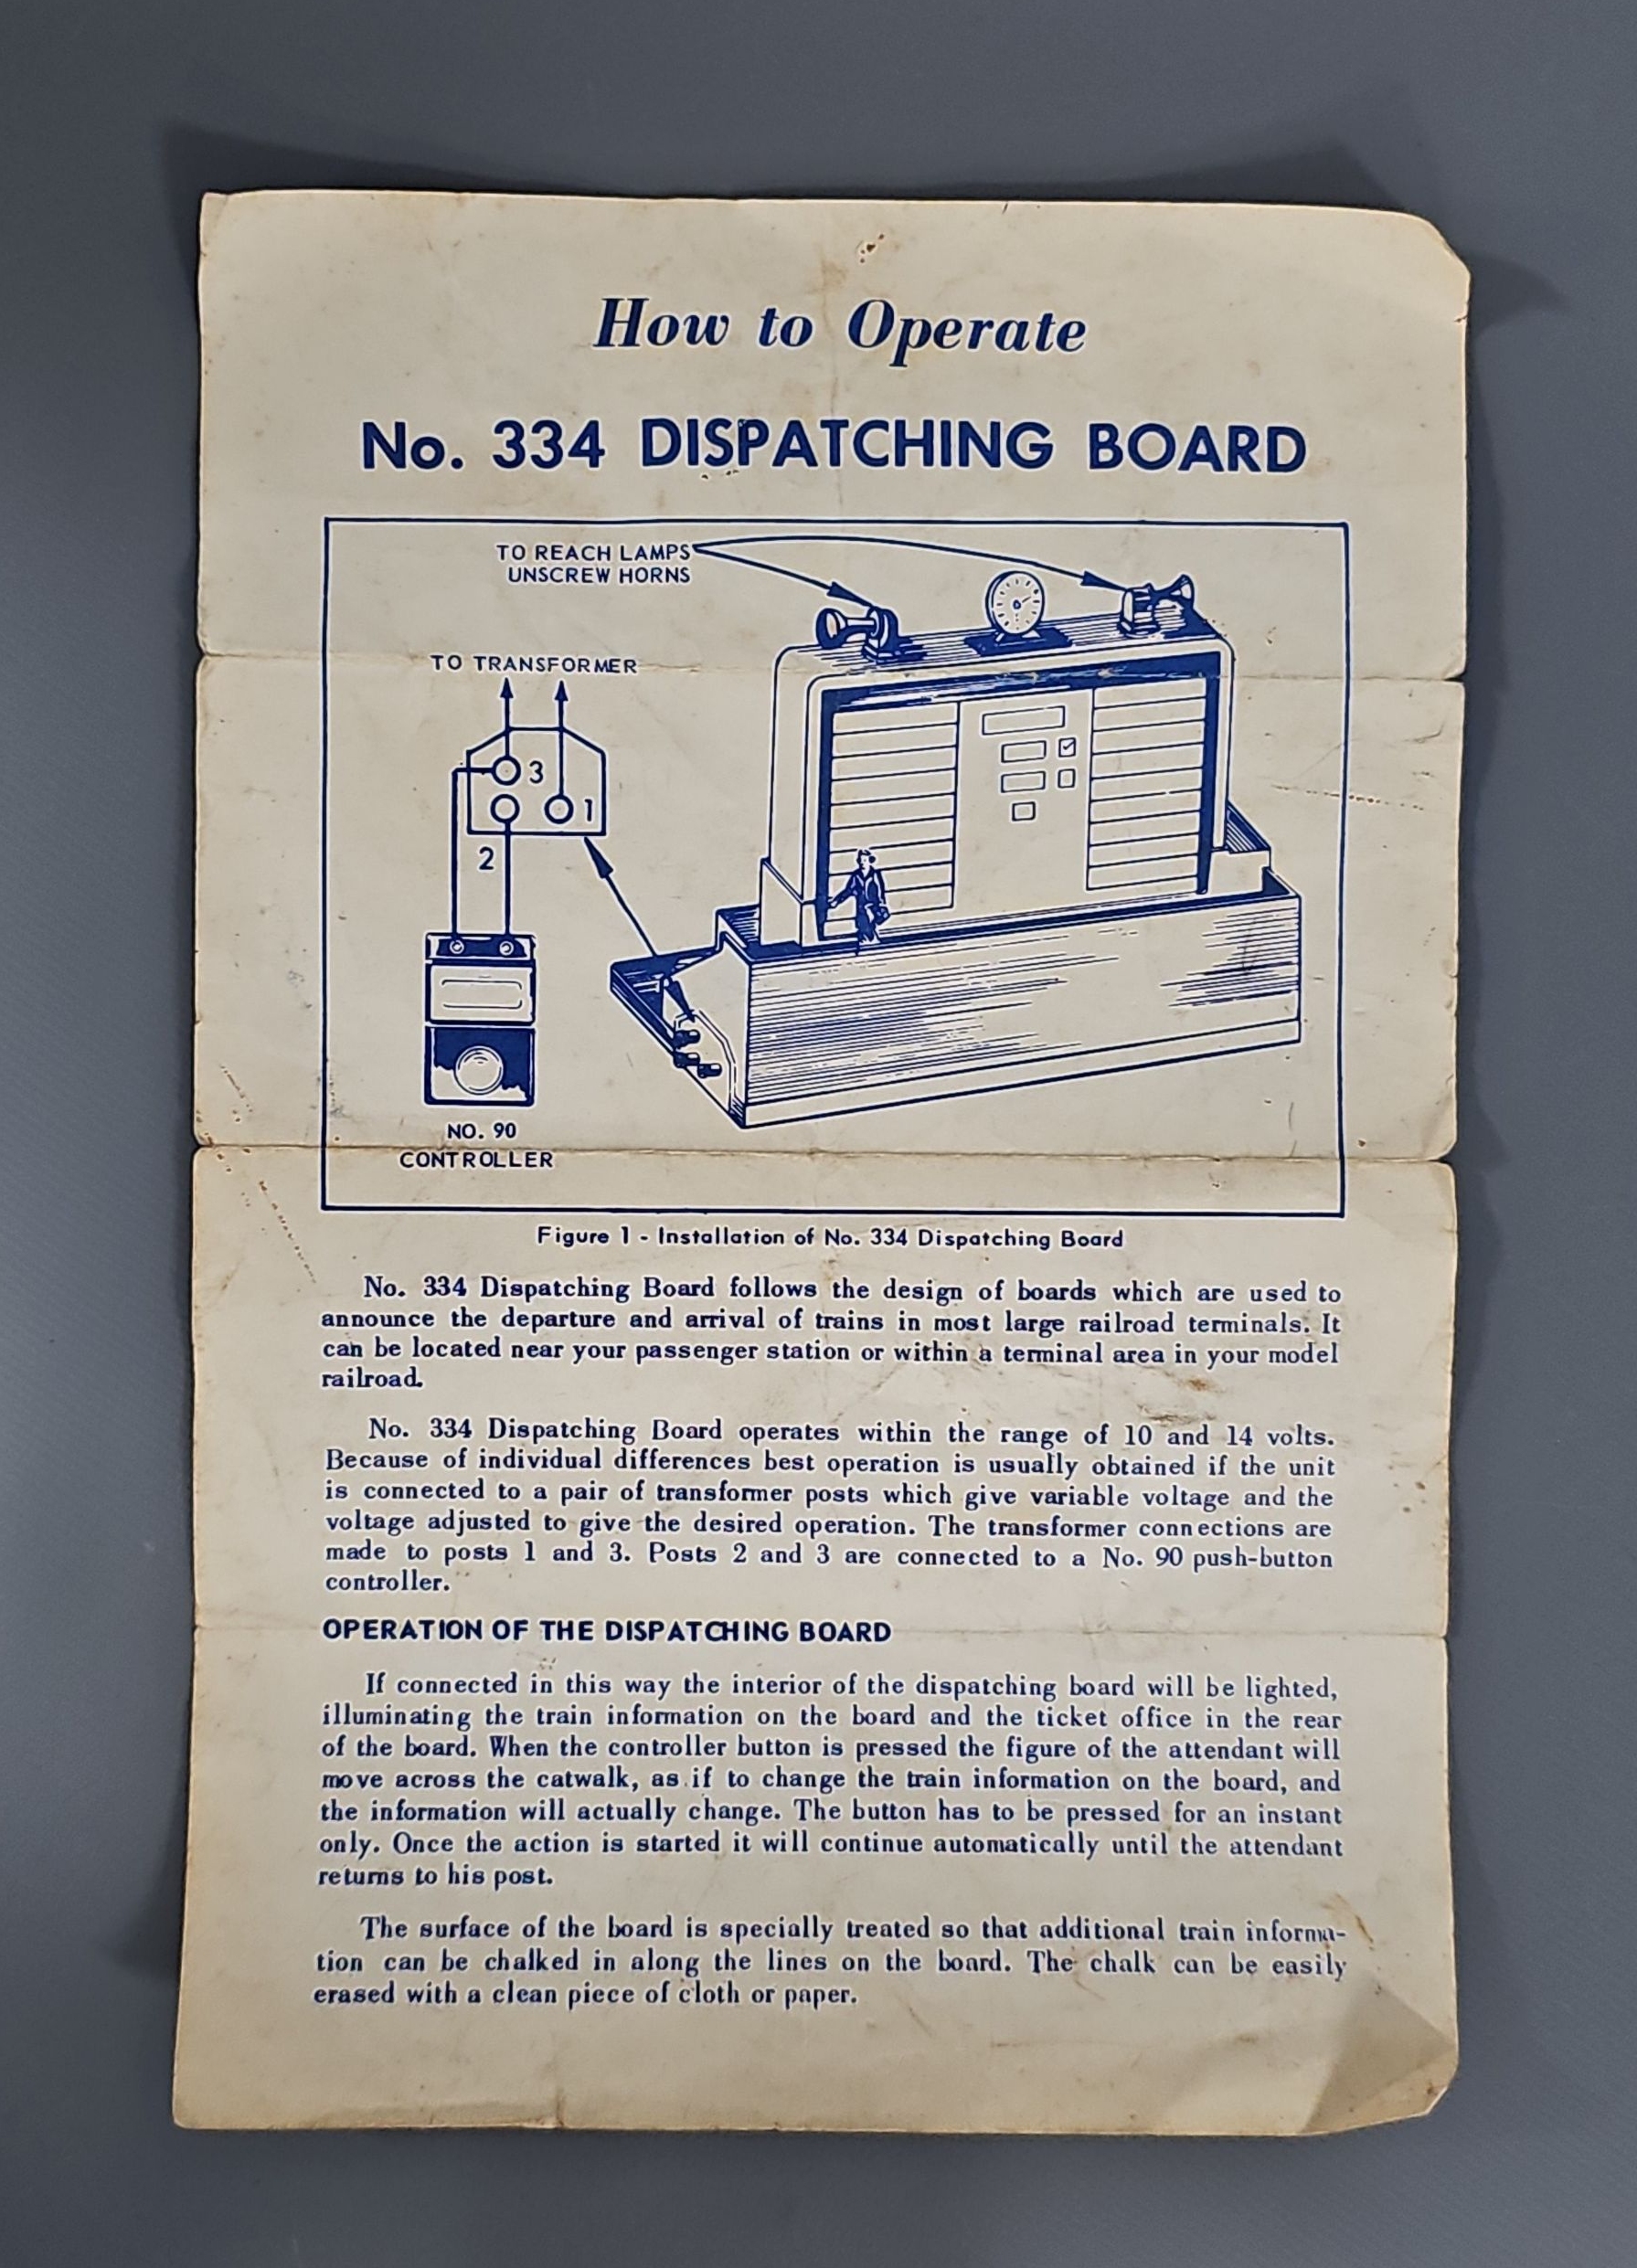 How to Operate
No. 334 DISPATCHING BOARD
TO REACH LAMPS
UNSCREW HORNS
TO TRANSFORMER
3
1
2
NO. 90
CONTROLLER
Figure 1 - Installation of No. 334 Dispatching Board
No. 334 Dispatching Board follows the design of boards which are used to
announce the departure and arrival of trains in most large railroad terminals. It
can be located near your passenger station or within a terminal area in your model
railroad.
No. 334 Dispatching Board operates within the range of 10 and 14 volts.
Because of individual differences best operation is usually obtained if the unit
is connected to a pair of transformer posts which give variable voltage and the
voltage adjusted to give the desired operation. The transformer connections are
made to posts 1 and 3. Posts 2 and 3 are connected to a No. 90 push-button
controller.
OPERATION OF THE DISPATCHING BOARD
If connected in this way the interior of the dispatching board will be lighted,
illuminating the train information on the board and the ticket office in the rear
of the board. When the controller button is pressed the figure of the attendant will
move across the catwalk, as if to change the train information on the board, and
the information will actually change. The button has to be pressed for an instant
only. Once the action is started it will continue automatically until the attendant
returns to his post.
The surface of the board is specially treated so that additional train informa-
tion can be chalked in along the lines on the board. The chalk can be easily
erased with a clean piece of cloth or paper.